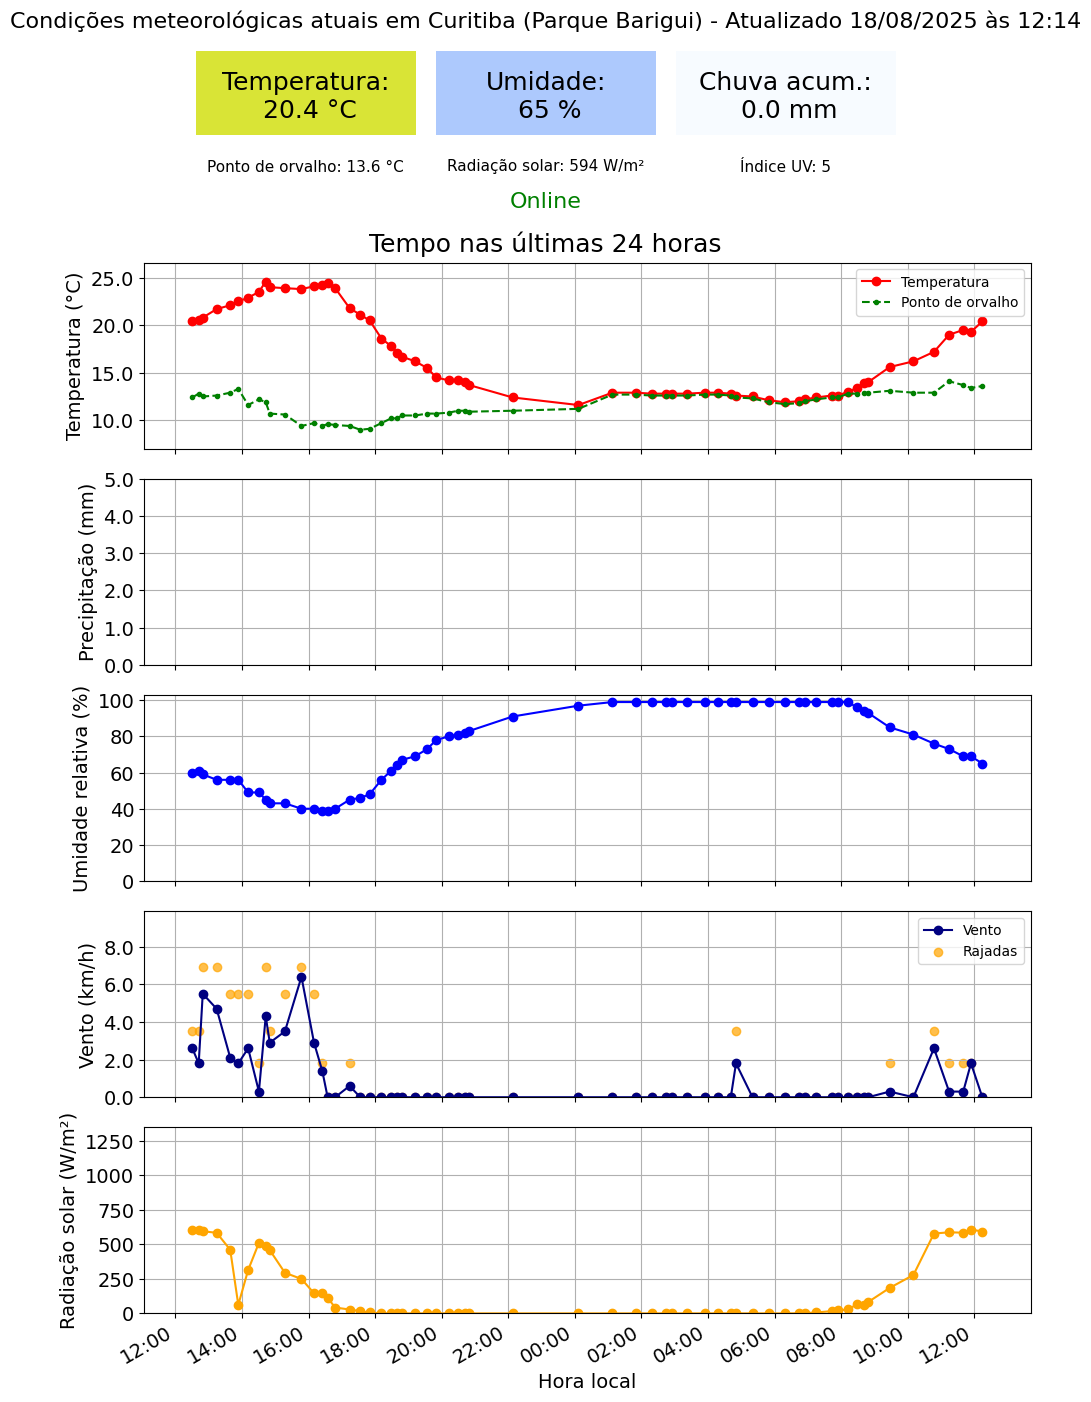 Condições meteorológicas atuais em Curitiba (Parque Barigui) - Atualizado 18/08/2025 às 12:14
Temperatura:
20.4 °C
Umidade:
65 %
Chuva acum.:
0.0 mm
Ponto de orvalho: 13.6 °C
Radiação solar: 594 W/m²
Índice UV: 5
Online
Tempo nas últimas 24 horas
Temperatura (°C)
25.0
20.0
15.0
10.0
Temperatura
Ponto de orvalho
Precipitação (mm)
5.0
4.0
3.0
2.0
1.0
0.0
Umidade relativa (%)
100
80
60
40
20
0
Vento (km/h)
8.0
6.0
4.0
2.0
0.0
Vento
Rajadas
Radiação solar (W/m²)
1250
1000
750
500
250
0
12:00
14:00
16:00
18:00
20:00
22:00
00:00
02:00
04:00
06:00
08:00
10:00
12:00
Hora local